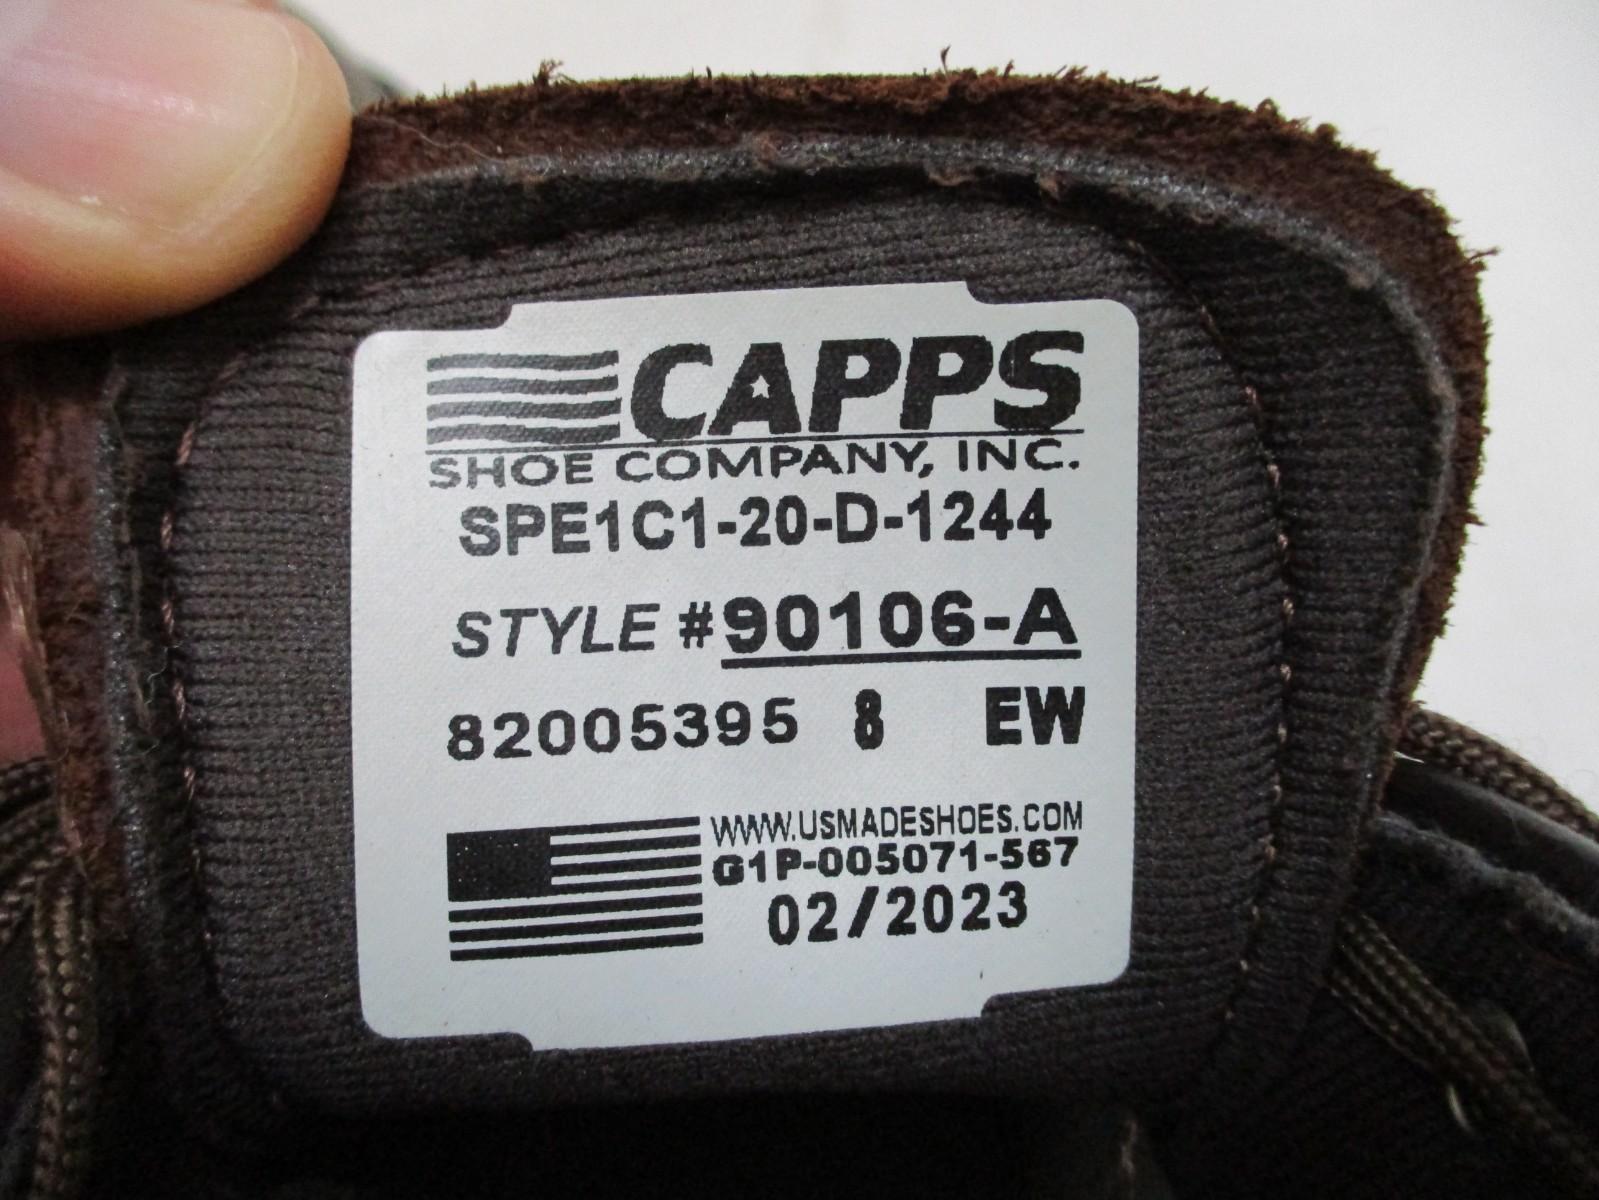 CAPPS
SHOE COMPANY, INC.
SPE1C1-20-D-1244
STYLE #90106-A
82005395 8 EW
WWW.USMADESHOES.COM
G1P-005071-567
02/2023